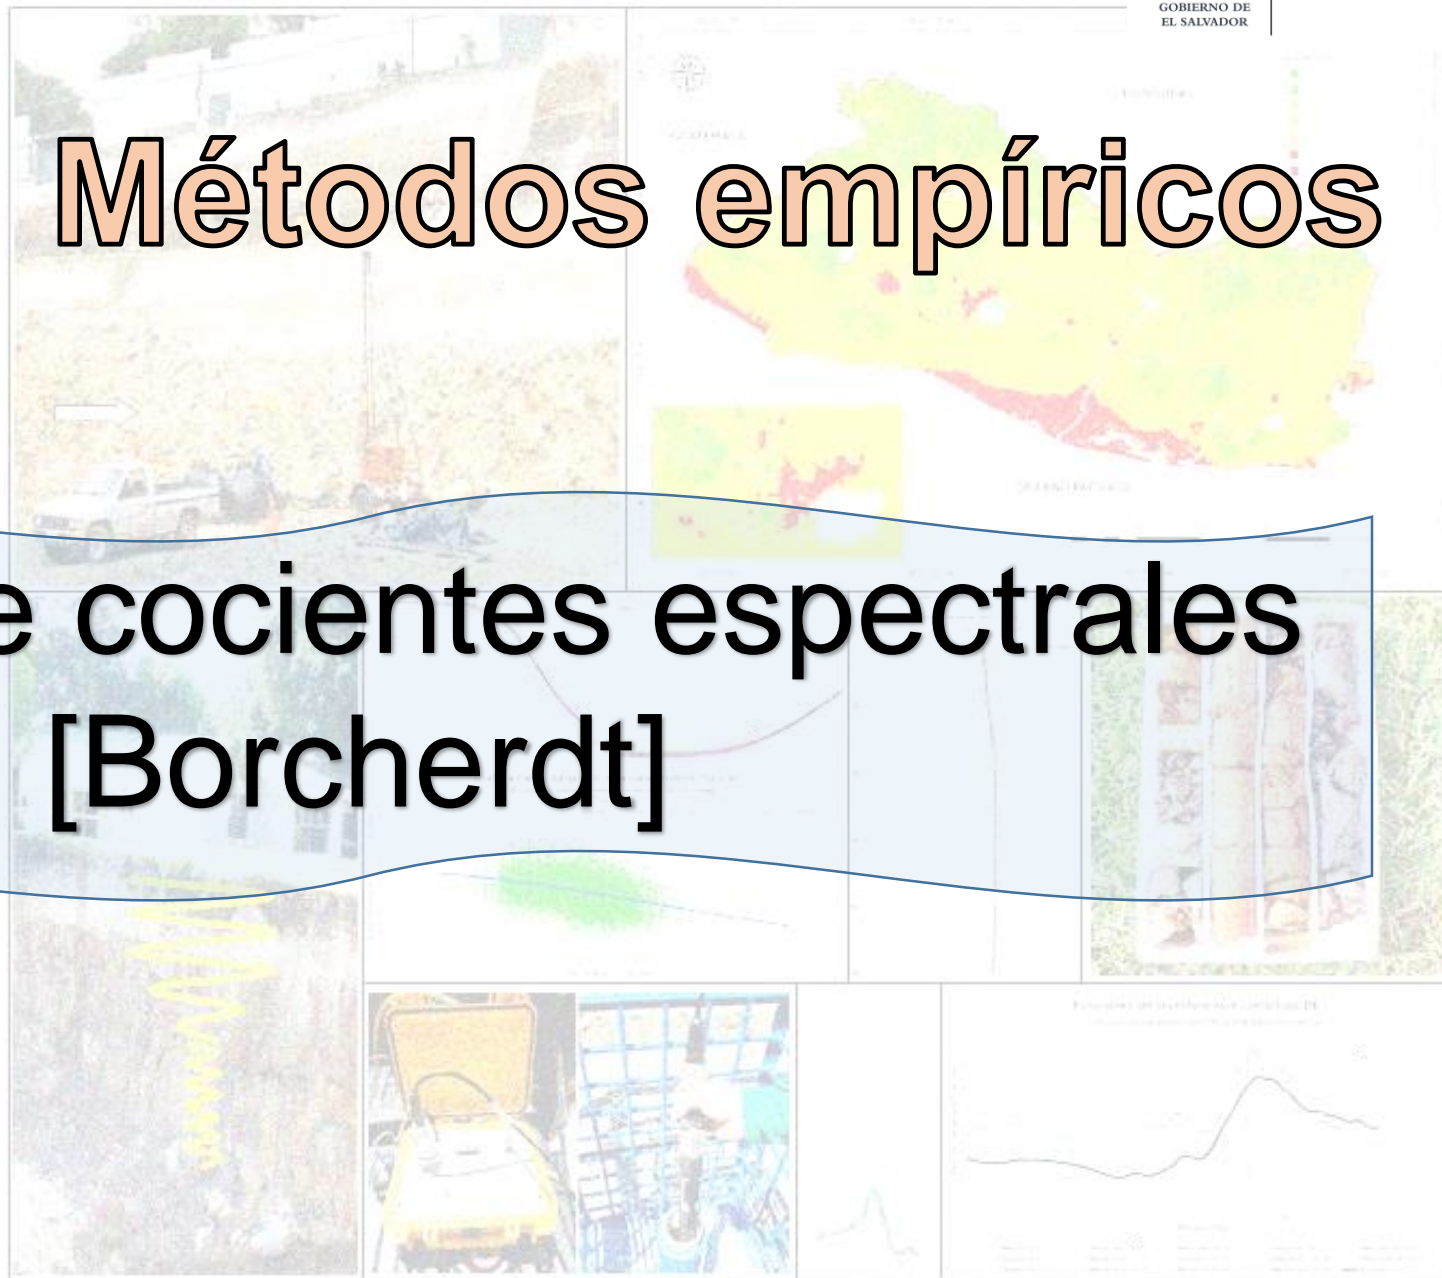 GOBIERNO DE
EL SALVADOR
Métodos empíricos
e cocientes espectrales
[Borcherdt]